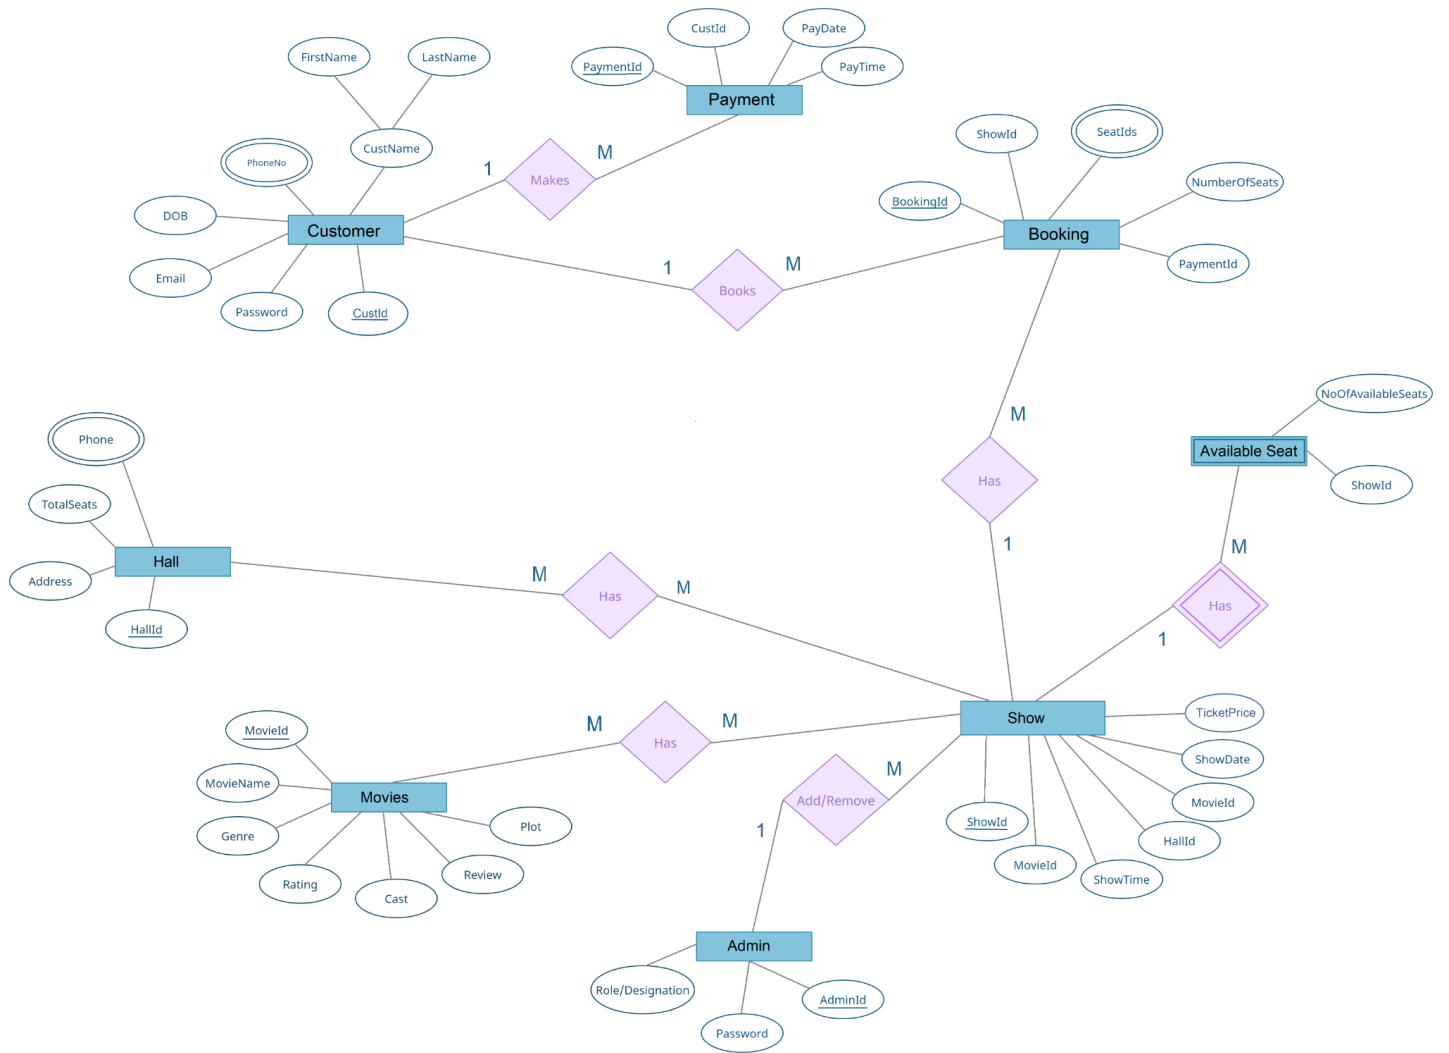 CustId
PayDate
FirstName
LastName
PaymentId
PayTime
Payment
SeatIds
ShowId
CustName
PhoneNo
M
1
Makes
NumberOfSeats
BookingId
DOB
Customer
Booking
1
M
PaymentId
Email
Books
Password
CustId
NoOfAvailableSeats
M
Phone
Available Seat
Has
ShowId
TotalSeats
1
M
Hall
M
M
Address
Has
Has
HallId
1
TicketPrice
Show
M
M
MovieId
Has
ShowDate
M
MovieName
Movies
Add/Remove
MovieId
ShowId
Plot
1
Genre
HallId
MovieId
Review
ShowTime
Rating
Cast
Admin
Role/Designation
AdminId
Password